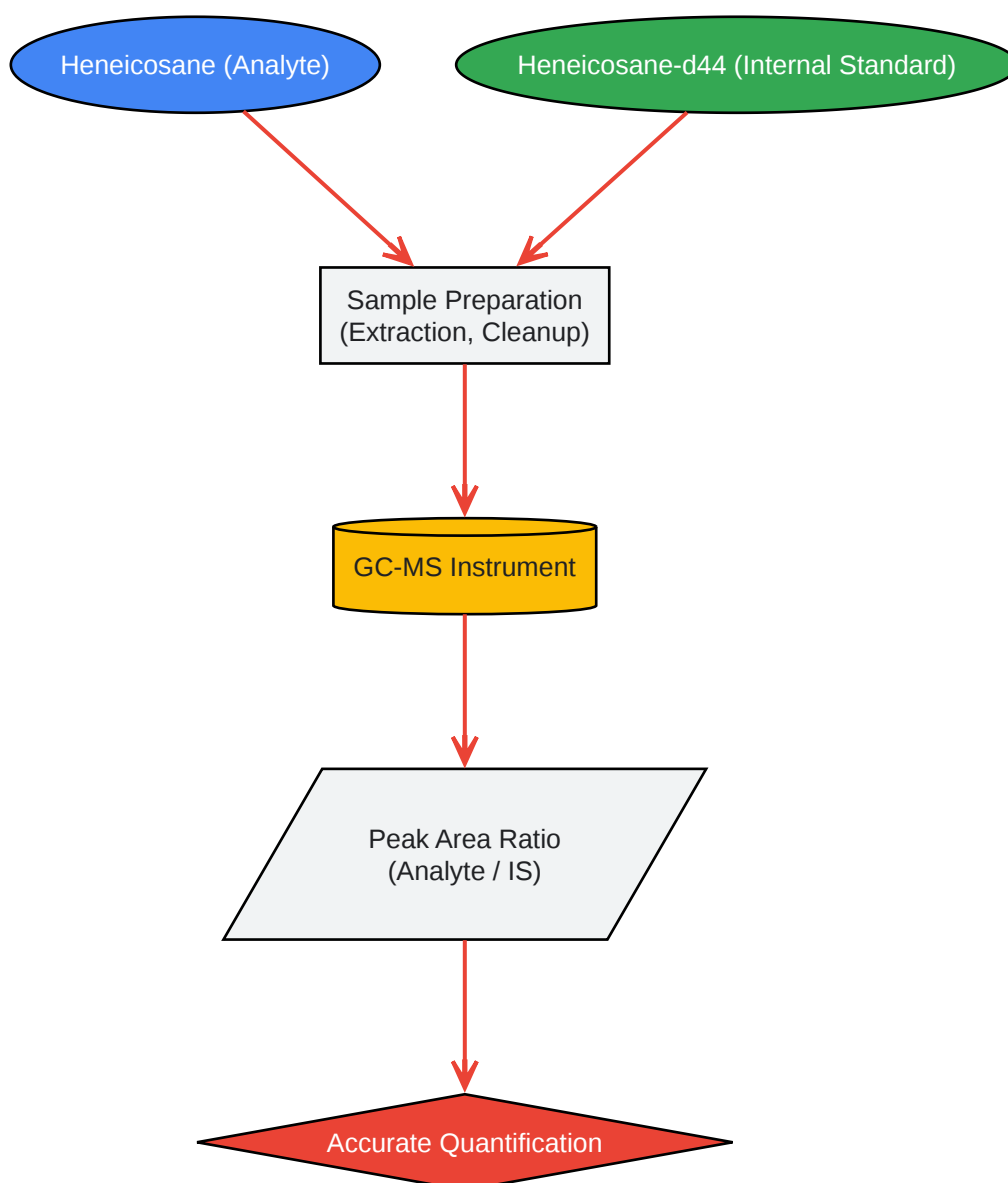 Heneicosane (Analyte)
Heneicosane-d44 (Internal Standard)
Sample Preparation
(Extraction, Cleanup)
GC-MS Instrument
Peak Area Ratio
(Analyte / IS)
Accurate Quantification